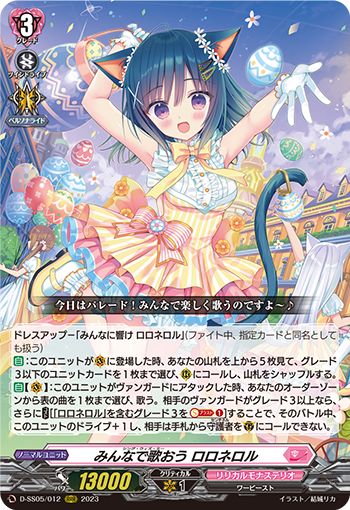 3
グレード
ツインドライブ
ペルソナライド
今日はパレード！みんなで楽しく歌うのですよ～♪
ドレスアップ－「みんなに響け ロロネロル」(ファイト中、指定カードと同名としても扱う)
【自】:このユニットが(V)に登場した時、あなたの山札を上から５枚見て、グレード
３以下のユニットカードを１枚まで選び、(R)にコールし、山札をシャッフルする。
【自】【(V)】:このユニットがヴァンガードにアタックした時、あなたのオーダーゾーン
から表の曲を１枚まで選び、歌う。相手のヴァンガードがグレード３以上なら、
さらに
「ロロネロル」を含むグレード３を
することで、そのバトル中、
このユニットのドライブ＋１し、相手は手札から守護者を(G)にコールできない。
ノーマルユニット
みんなで歌おう ロロネロル
パワー
13000
クリティカル
1
リリカルモナステリオ
ワービースト
D-SS05/012
RRR
2023
イラスト／結城リカ